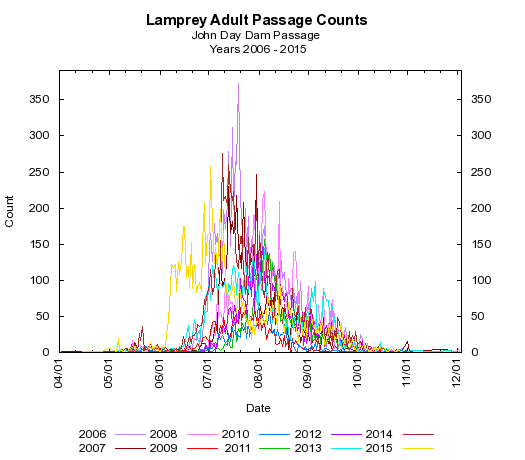 Lamprey Adult Passage Counts
John Day Dam Passage
Years 2006 - 2015
350 350
300 300
250 250
200 200
150 150
100 100
50 50
0 0
Count
04/01 05/01 06/01 07/01 08/01 09/01 10/01 11/01 12/01
Date
2006 2008 2010 2012 2014
2007 2009 2011 2013 2015